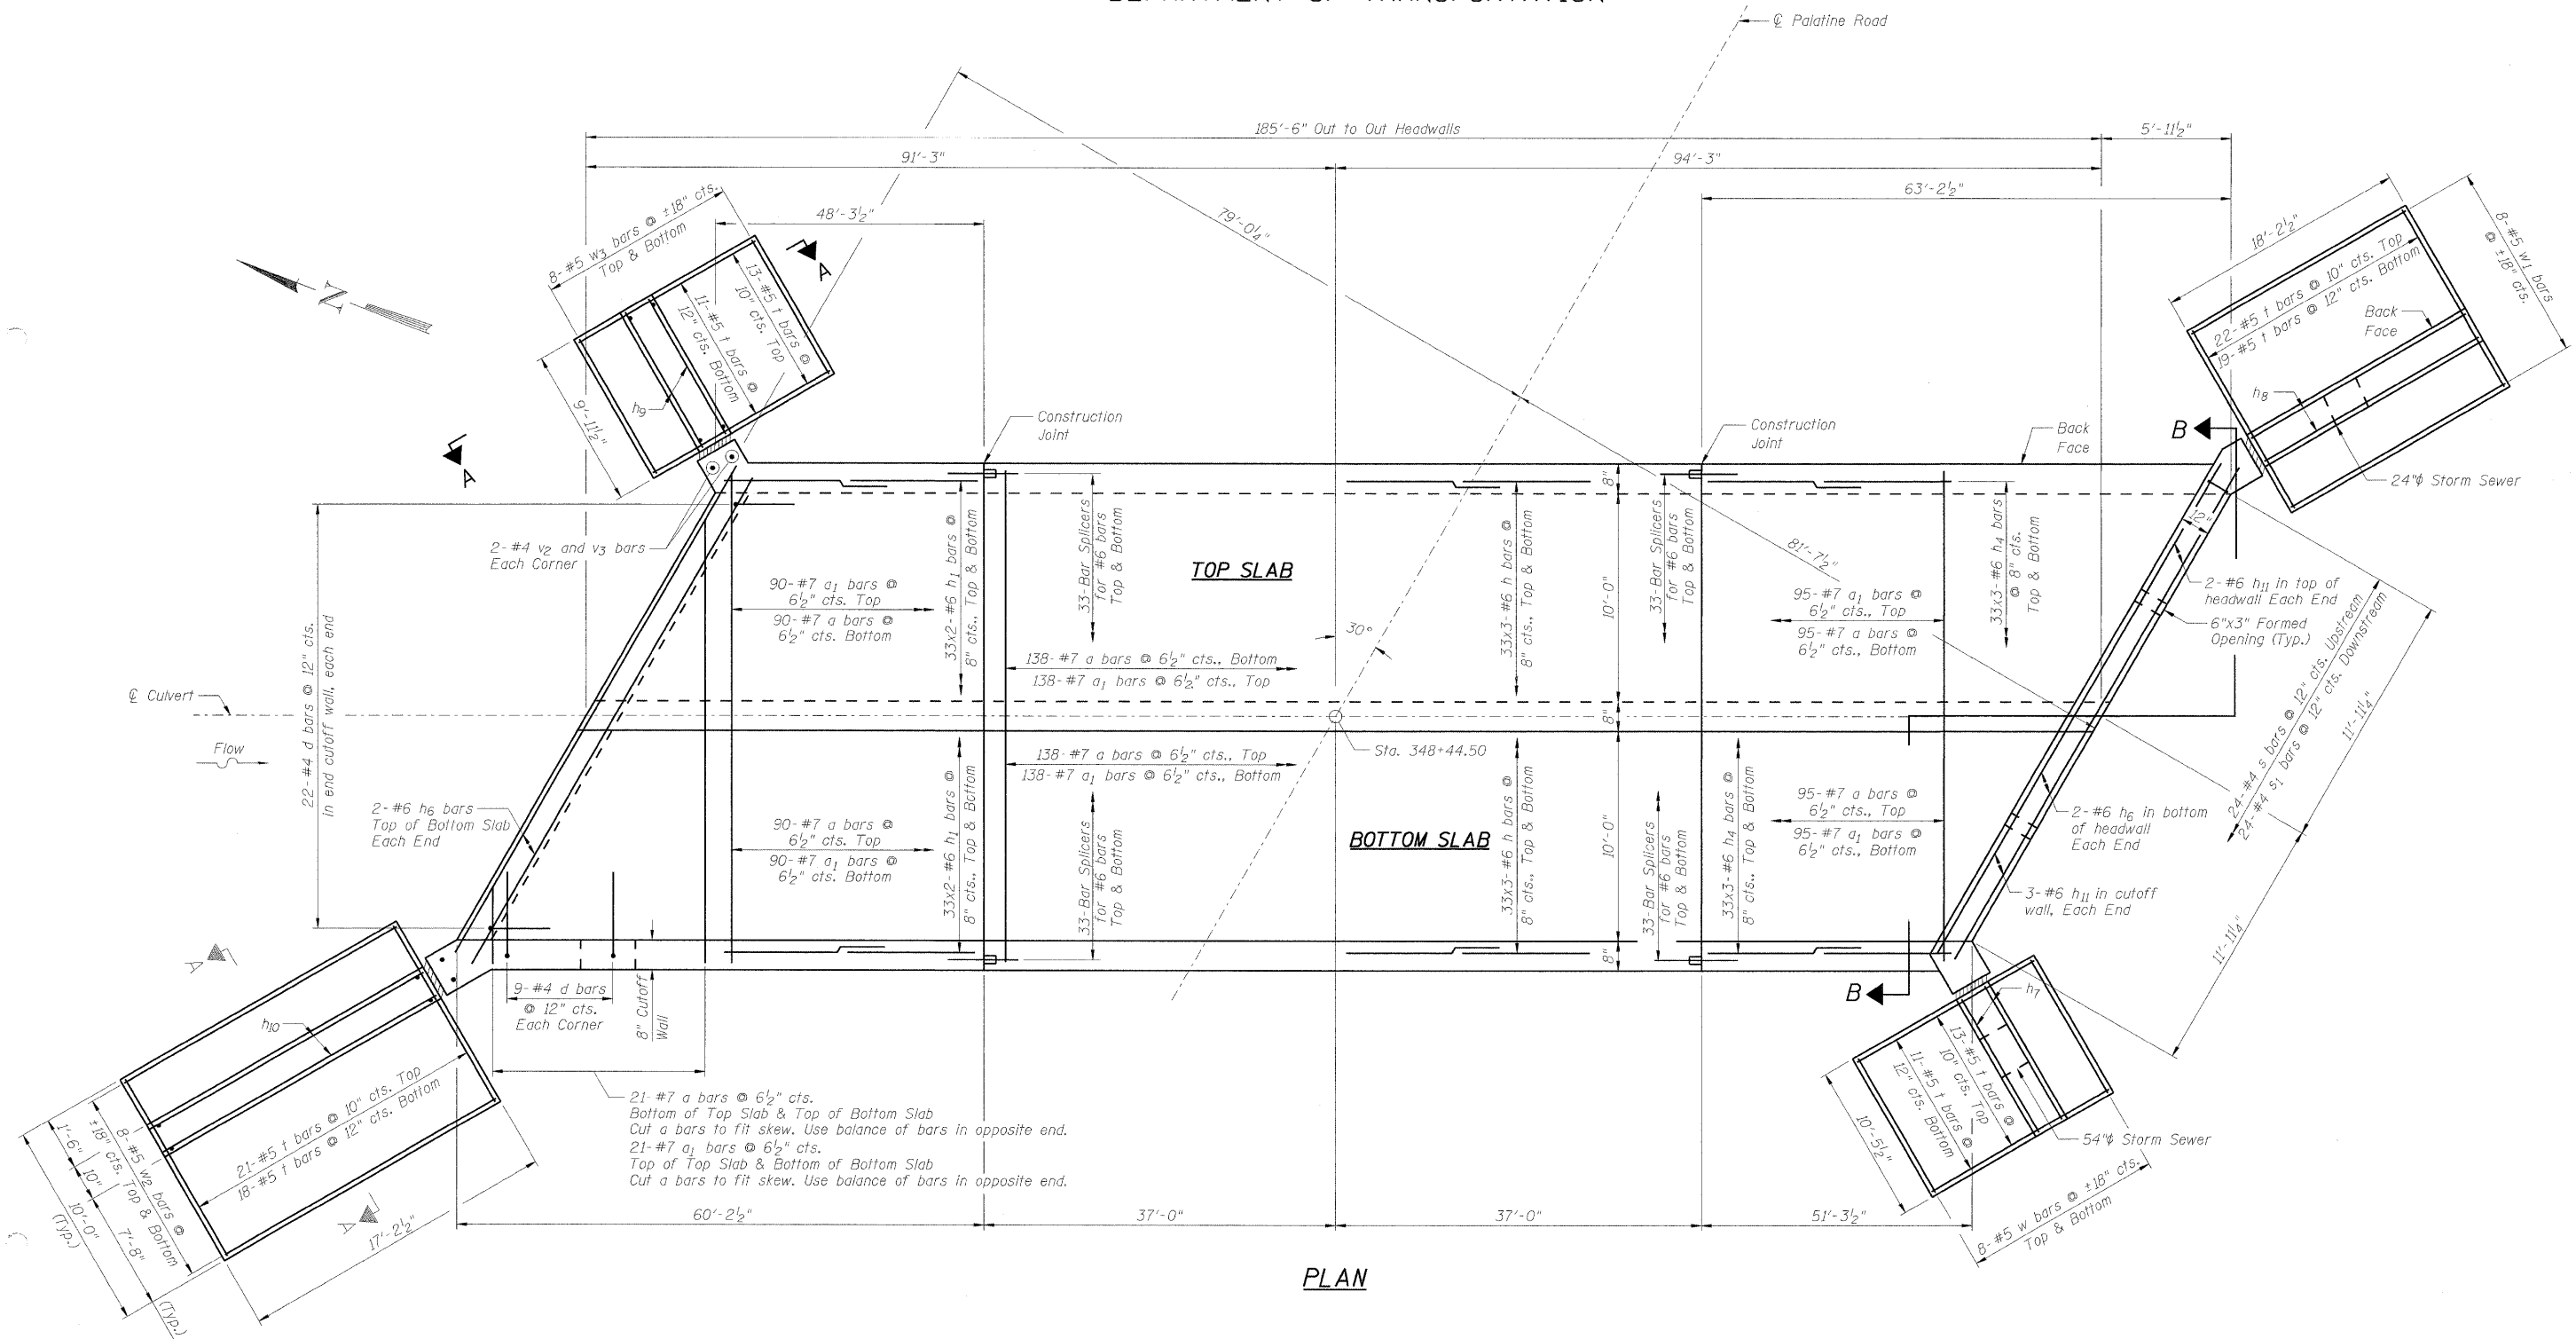 ℄ Palatine Road
185'-6" Out to Out Headwalls
5'-11½"
91'-3"
94'-3"
63'-2½"
48'-3½"
79'-0¼"
8-#5 w3 bars @ ±18" cts.
Top & Bottom
A
13-#5 t bars @
10" cts. Top
11-#5 t bars @
12" cts. Bottom
h9
9'-11½"
A
N
18'-2½"
8-#5 w1 bars
@ ±18" cts.
22-#5 t bars @ 10" cts. Top
19-#5 t bars @ 12" cts. Bottom
Back
Face
h8
24"ϕ Storm Sewer
B
Construction
Joint
Construction
Joint
Back
Face
8"
12"
2-#4 v2 and v3 bars
Each Corner
22-#4 d bars @ 12" cts.
in end cutoff wall, each end
90-#7 a1 bars @
6½" cts. Top
90-#7 a bars @
6½" cts. Bottom
33x2-#6 h1 bars @
8" cts., Top & Bottom
33-Bar Splicers
for #6 bars
Top & Bottom
TOP SLAB
138-#7 a bars @ 6½" cts., Bottom
138-#7 a1 bars @ 6½" cts., Top
30°
33x3-#6 h bars @
8" cts., Top & Bottom
10'-0"
33-Bar Splicers
for #6 bars
Top & Bottom
81'-7½"
95-#7 a1 bars @
6½" cts., Top
95-#7 a bars @
6½" cts., Bottom
33x3-#6 h4 bars
@ 8" cts.
Top & Bottom
2-#6 h11 in top of
headwall Each End
6"x3" Formed
Opening (Typ.)
24-#4 s bars @ 12" cts. Upstream
24-#4 s1 bars @ 12" cts. Downstream
11'-11¼"
℄ Culvert
Flow
8"
Sta. 348+44.50
138-#7 a bars @ 6½" cts., Top
138-#7 a1 bars @ 6½" cts., Bottom
2-#6 h6 bars
Top of Bottom Slab
Each End
90-#7 a bars @
6½" cts. Top
90-#7 a1 bars @
6½" cts. Bottom
33x2-#6 h1 bars @
8" cts., Top & Bottom
33-Bar Splicers
for #6 bars
Top & Bottom
BOTTOM SLAB
33x3-#6 h bars @
8" cts., Top & Bottom
10'-0"
33-Bar Splicers
for #6 bars
Top & Bottom
33x3-#6 h4 bars @
8" cts., Top & Bottom
95-#7 a bars @
6½" cts., Top
95-#7 a1 bars @
6½" cts., Bottom
2-#6 h6 in bottom
of headwall
Each End
3-#6 h11 in cutoff
wall, Each End
11'-11¼"
8"
A
9-#4 d bars
@ 12" cts.
Each Corner
8" Cutoff
Wall
B
h7
13-#5 t bars @
10" cts. Top
11-#5 t bars @
12" cts. Bottom
10'-5½"
54"ϕ Storm Sewer
8-#5 w bars @ ±18" cts.
Top & Bottom
h10
21-#5 t bars @ 10" cts. Top
18-#5 t bars @ 12" cts. Bottom
8-#5 w2 bars @
±18" cts. Top & Bottom
1'-6"
10"
7'-8"
(Typ.)
10'-0"
(Typ.)
A
17'-2½"
21-#7 a bars @ 6½" cts.
Bottom of Top Slab & Top of Bottom Slab
Cut a bars to fit skew. Use balance of bars in opposite end.
21-#7 a1 bars @ 6½" cts.
Top of Top Slab & Bottom of Bottom Slab
Cut a bars to fit skew. Use balance of bars in opposite end.
60'-2½"
37'-0"
37'-0"
51'-3½"
PLAN